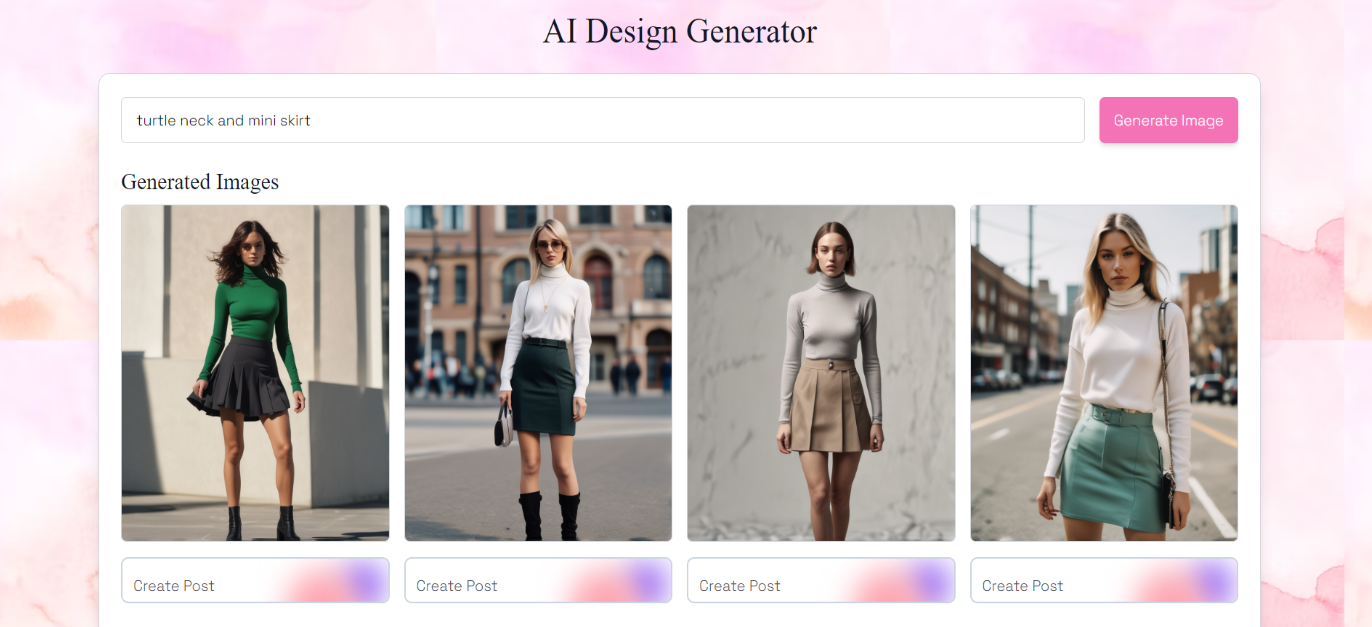 AI Design Generator
turtle neck and mini skirt
Generate Image
Generated Images
Create Post
Create Post
Create Post
Create Post